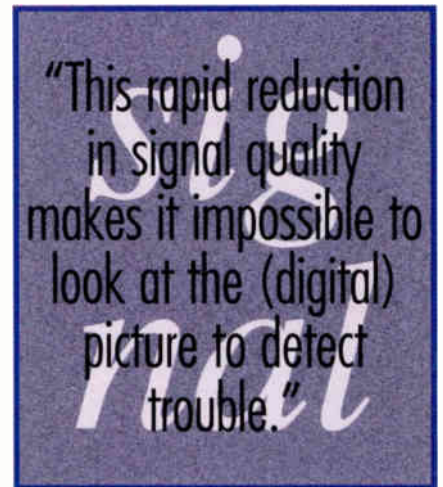 sig
nal
"This rapid reduction
in signal quality
makes it impossible to
look at the (digital)
picture to detect
trouble."